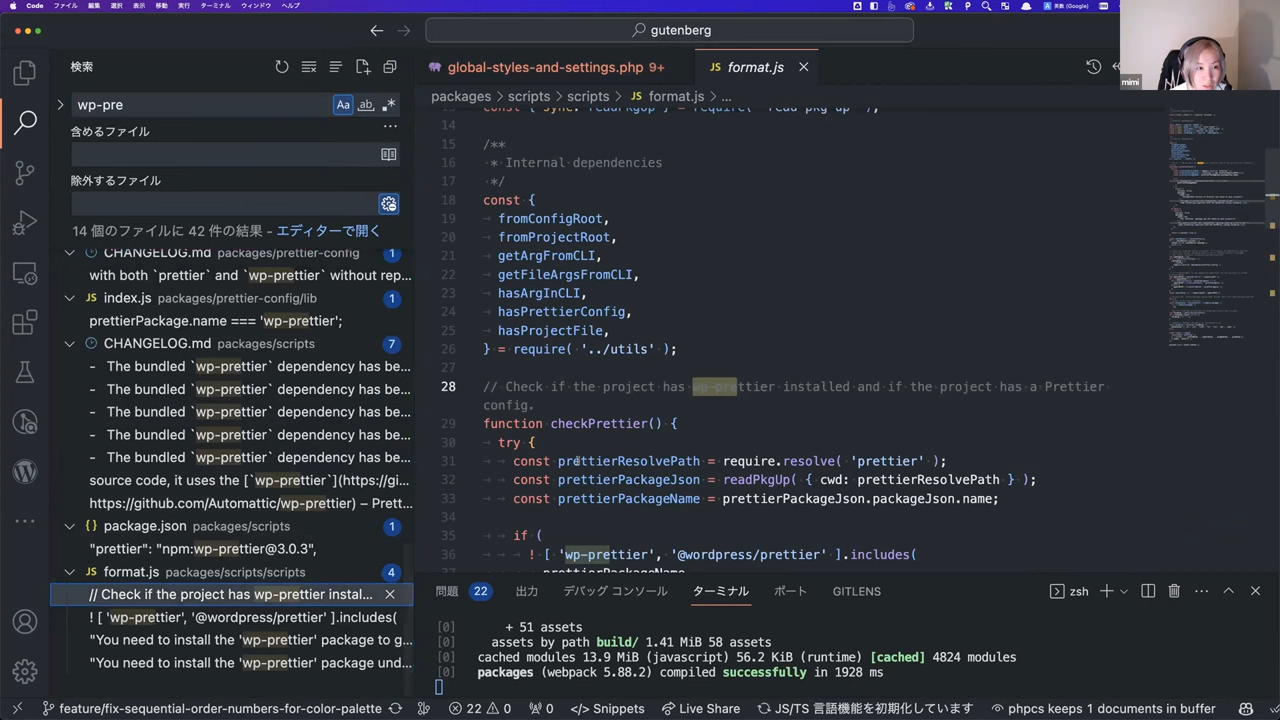 Code ファイル 編集 選択 表示 移動 実行 ターミナル ウィンドウ ヘルプ
英数 (Google)
gutenberg
mimi
検索
global-styles-and-settings.php 9+
format.js
wp-pre
packages > scripts > scripts > format.js > ...
含めるファイル
除外するファイル
14 個のファイルに 42 件の結果 - エディターで開く
CHANGELOG.md packages/prettier-config 1
with both `prettier` and `wp-prettier` without rep...
index.js packages/prettier-config/lib 1
prettierPackage.name === 'wp-prettier';
CHANGELOG.md packages/scripts 7
- The bundled `wp-prettier` dependency has be...
- The bundled `wp-prettier` dependency has be...
- The bundled `wp-prettier` dependency has be...
- The bundled `wp-prettier` dependency has be...
- The bundled `wp-prettier` dependency has be...
source code, it uses the [`wp-prettier`](https://gi...
https://github.com/Automattic/wp-prettier) – Prett...
package.json packages/scripts 1
"prettier": "npm:wp-prettier@3.0.3",
format.js packages/scripts/scripts 4
// Check if the project has wp-prettier instal...
! [ 'wp-prettier', '@wordpress/prettier' ].includes(
"You need to install the 'wp-prettier' package to g...
"You need to install the 'wp-prettier' package und...
13 const { sync: readPkgUp } = require( 'read-pkg-up' );
14
15 /**
16 * Internal dependencies
17 */
18 const {
19 fromConfigRoot,
20 fromProjectRoot,
21 getArgFromCLI,
22 getFileArgsFromCLI,
23 hasArgInCLI,
24 hasPrettierConfig,
25 hasProjectFile,
26 } = require( '../utils' );
27
28 // Check if the project has wp-prettier installed and if the project has a Prettier
config.
29 function checkPrettier() {
30 try {
31 const prettierResolvePath = require.resolve( 'prettier' );
32 const prettierPackageJson = readPkgUp( { cwd: prettierResolvePath } );
33 const prettierPackageName = prettierPackageJson.packageJson.name;
34
35 if (
36 ! [ 'wp-prettier', '@wordpress/prettier' ].includes(
prettierPackageName
問題 22 出力 デバッグ コンソール ターミナル ポート GITLENS
zsh
[0] + 51 assets
[0] assets by path build/ 1.41 MiB 58 assets
[0] cached modules 13.9 MiB (javascript) 56.2 KiB (runtime) [cached] 4824 modules
[0] packages (webpack 5.88.2) compiled successfully in 1928 ms
feature/fix-sequential-order-numbers-for-color-palette 22 0 0 </> Snippets Live Share JS/TS 言語機能を初期化しています phpcs keeps 1 documents in buffer